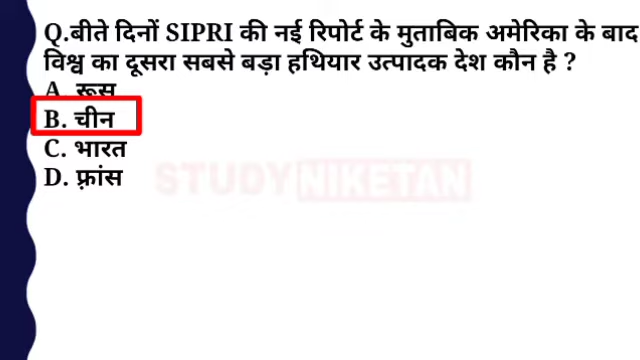 Q.बीते दिनों SIPRI की नई रिपोर्ट के मुताबिक अमेरिका के बाद
विश्व का दूसरा सबसे बड़ा हथियार उत्पादक देश कौन है ?
A. रूस
B. चीन
C. भारत
D. फ़्रांस
STUDY NIKETAN